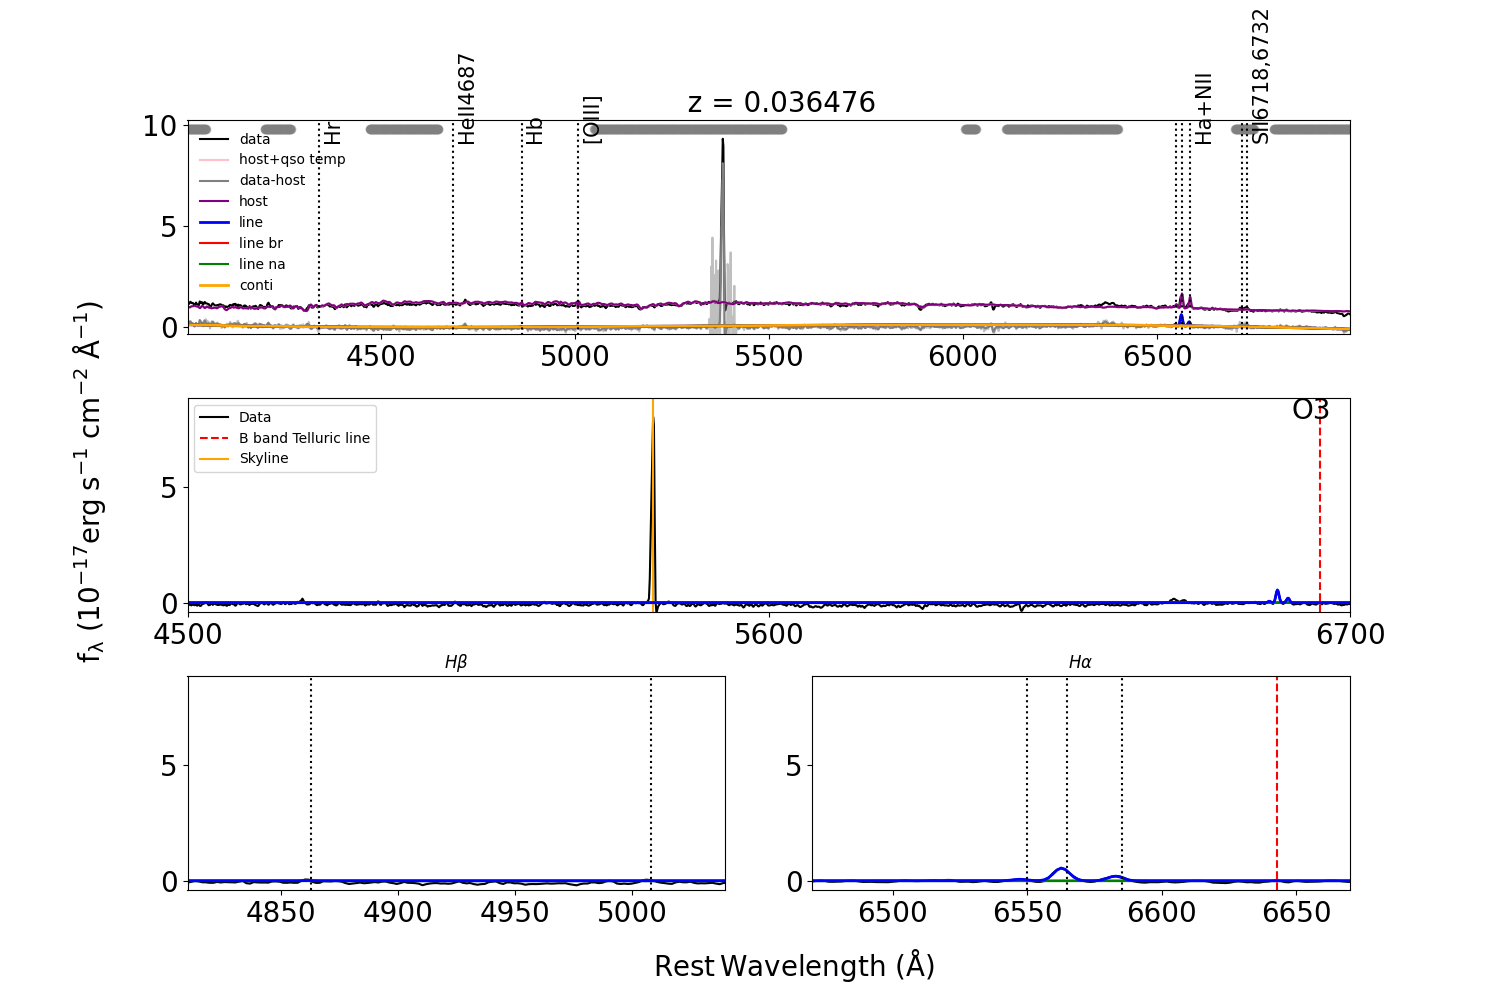 z = 0.036476
Hr
HeII4687
Hb
[OIII]
Ha+NII
SII6718,6732
10
5
0
data
host+qso temp
data-host
host
line
line br
line na
conti
4500 5000 5500 6000 6500
fλ (10⁻¹⁷erg s⁻¹ cm⁻² Å⁻¹)
Data
B band Telluric line
Skyline
O3
5
0
4500 5600 6700
Hβ
5
0
4850 4900 4950 5000
Hα
5
0
6500 6550 6600 6650
Rest Wavelength (Å)